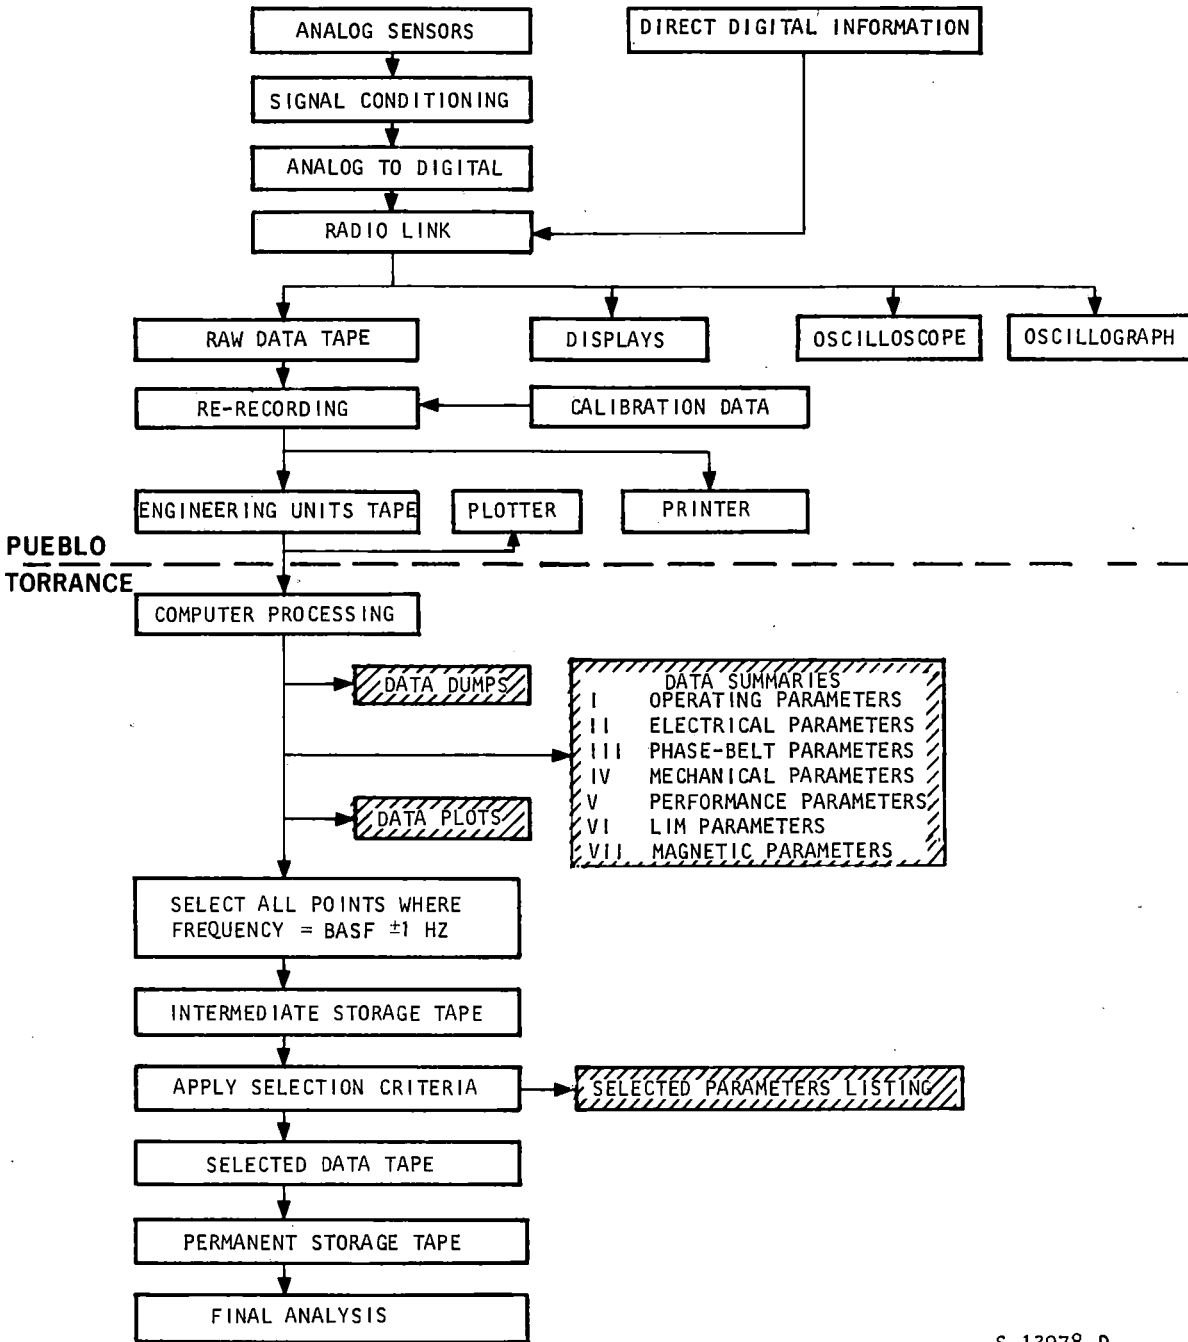 ANALOG SENSORS
DIRECT DIGITAL INFORMATION
SIGNAL CONDITIONING
ANALOG TO DIGITAL
RADIO LINK
RAW DATA TAPE
DISPLAYS
OSCILLOSCOPE
OSCILLOGRAPH
RE-RECORDING
CALIBRATION DATA
ENGINEERING UNITS TAPE
PLOTTER
PRINTER
PUEBLO
TORRANCE
COMPUTER PROCESSING
DATA DUMPS
DATA SUMMARIES
I OPERATING PARAMETERS
II ELECTRICAL PARAMETERS
III PHASE-BELT PARAMETERS
IV MECHANICAL PARAMETERS
V PERFORMANCE PARAMETERS
VI LIM PARAMETERS
VII MAGNETIC PARAMETERS
DATA PLOTS
SELECT ALL POINTS WHERE
FREQUENCY = BASF ±1 HZ
INTERMEDIATE STORAGE TAPE
APPLY SELECTION CRITERIA
SELECTED PARAMETERS LISTING
SELECTED DATA TAPE
PERMANENT STORAGE TAPE
FINAL ANALYSIS
S-13978-D